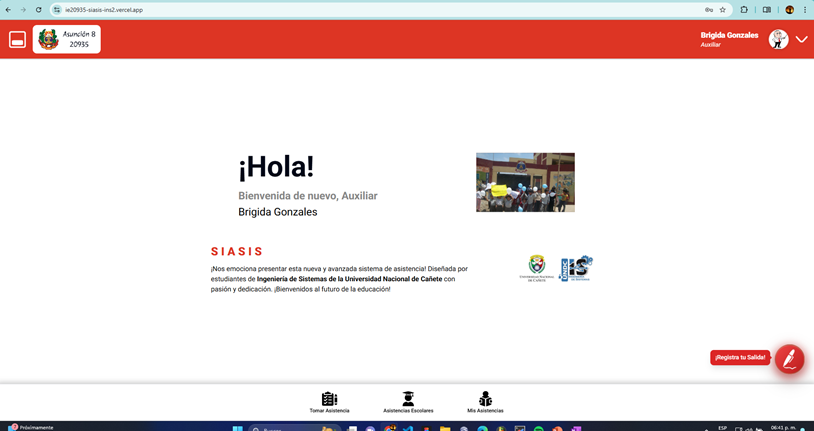 ie20935-siasis-ins2.vercel.app
Asunción 8
20935
Brigida Gonzales
Auxiliar
¡Hola!
Bienvenida de nuevo, Auxiliar
Brigida Gonzales
SIASIS
¡Nos emociona presentar esta nueva y avanzada sistema de asistencia! Diseñada por
estudiantes de Ingeniería de Sistemas de la Universidad Nacional de Cañete con
pasión y dedicación. ¡Bienvenidos al futuro de la educación!
UNIVERSIDAD NACIONAL
DE CAÑETE
IS
¡Registra tu Salida!
Tomar Asistencia
Asistencias Escolares
Mis Asistencias
Próximamente
ESP
06:41 p. m.